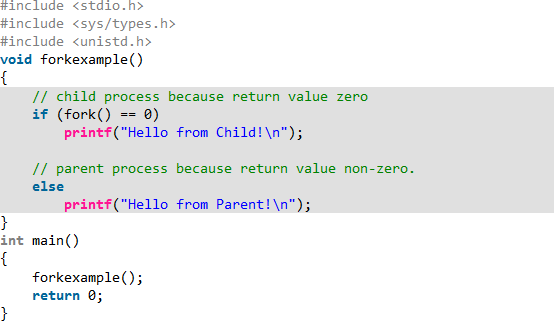 #include <stdio.h>
#include <sys/types.h>
#include <unistd.h>
void forkexample()
{
    // child process because return value zero
    if (fork() == 0)
        printf("Hello from Child!\n");

    // parent process because return value non-zero.
    else
        printf("Hello from Parent!\n");
}
int main()
{
    forkexample();
    return 0;
}